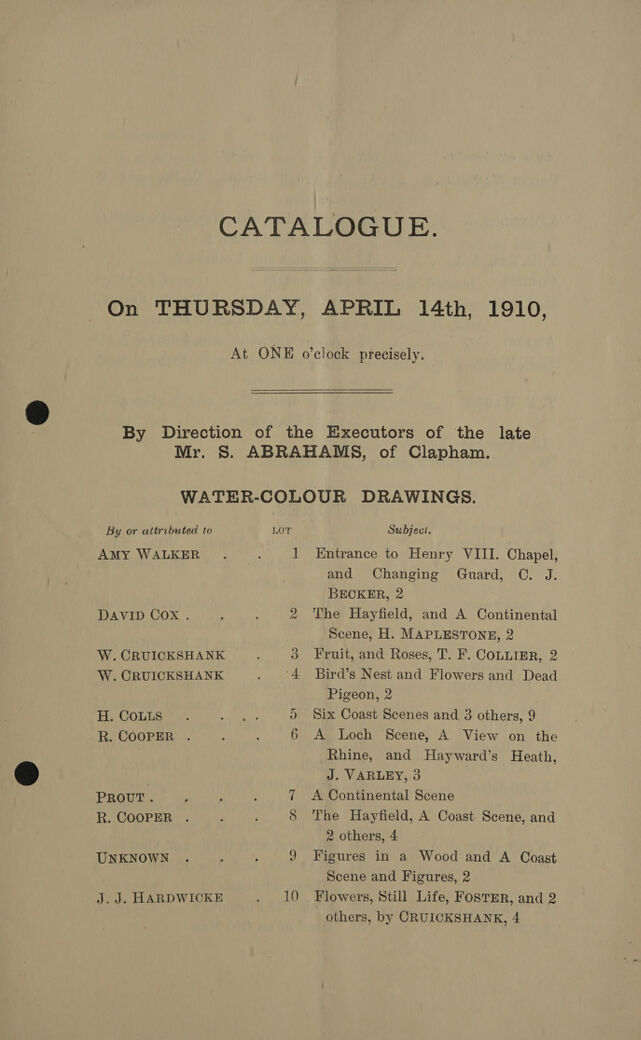 CATALOGUE.
On THURSDAY, APRIL 14th, 1910,
At ONE o'clock precisely.
By Direction of the Executors of the late
Mr. S. ABRAHAMS, of Clapham.
WATER-COLOUR DRAWINGS.
By or attributed to LOT Subject.
AMY WALKER . . 1 Entrance to Henry VIII. Chapel,
and Changing Guard, C. J.
BECKER, 2
DAVID COX . . . 2 The Hayfield, and A Continental
Scene, H. MAPLESTONE, 2
W. CRUICKSHANK . 3 Fruit, and Roses, T. F. COLLIER, 2
W. CRUICKSHANK . 4 Bird's Nest and Flowers and Dead
Pigeon, 2
H. COLLS . . . . 5 Six Coast Scenes and 3 others, 9
R. COOPER . . . 6 A Loch Scene, A View on the
Rhine, and Hayward's Heath,
J. VARLEY, 3
PROUT . . . . 7 A Continental Scene
R. COOPER . . . 8 The Hayfield, A Coast Scene, and
2 others, 4
UNKNOWN . . . 9 Figures in a Wood and A Coast
Scene and Figures, 2
J. J. HARDWICKE . 10 Flowers, Still Life, FOSTER, and 2
others, by CRUICKSHANK, 4